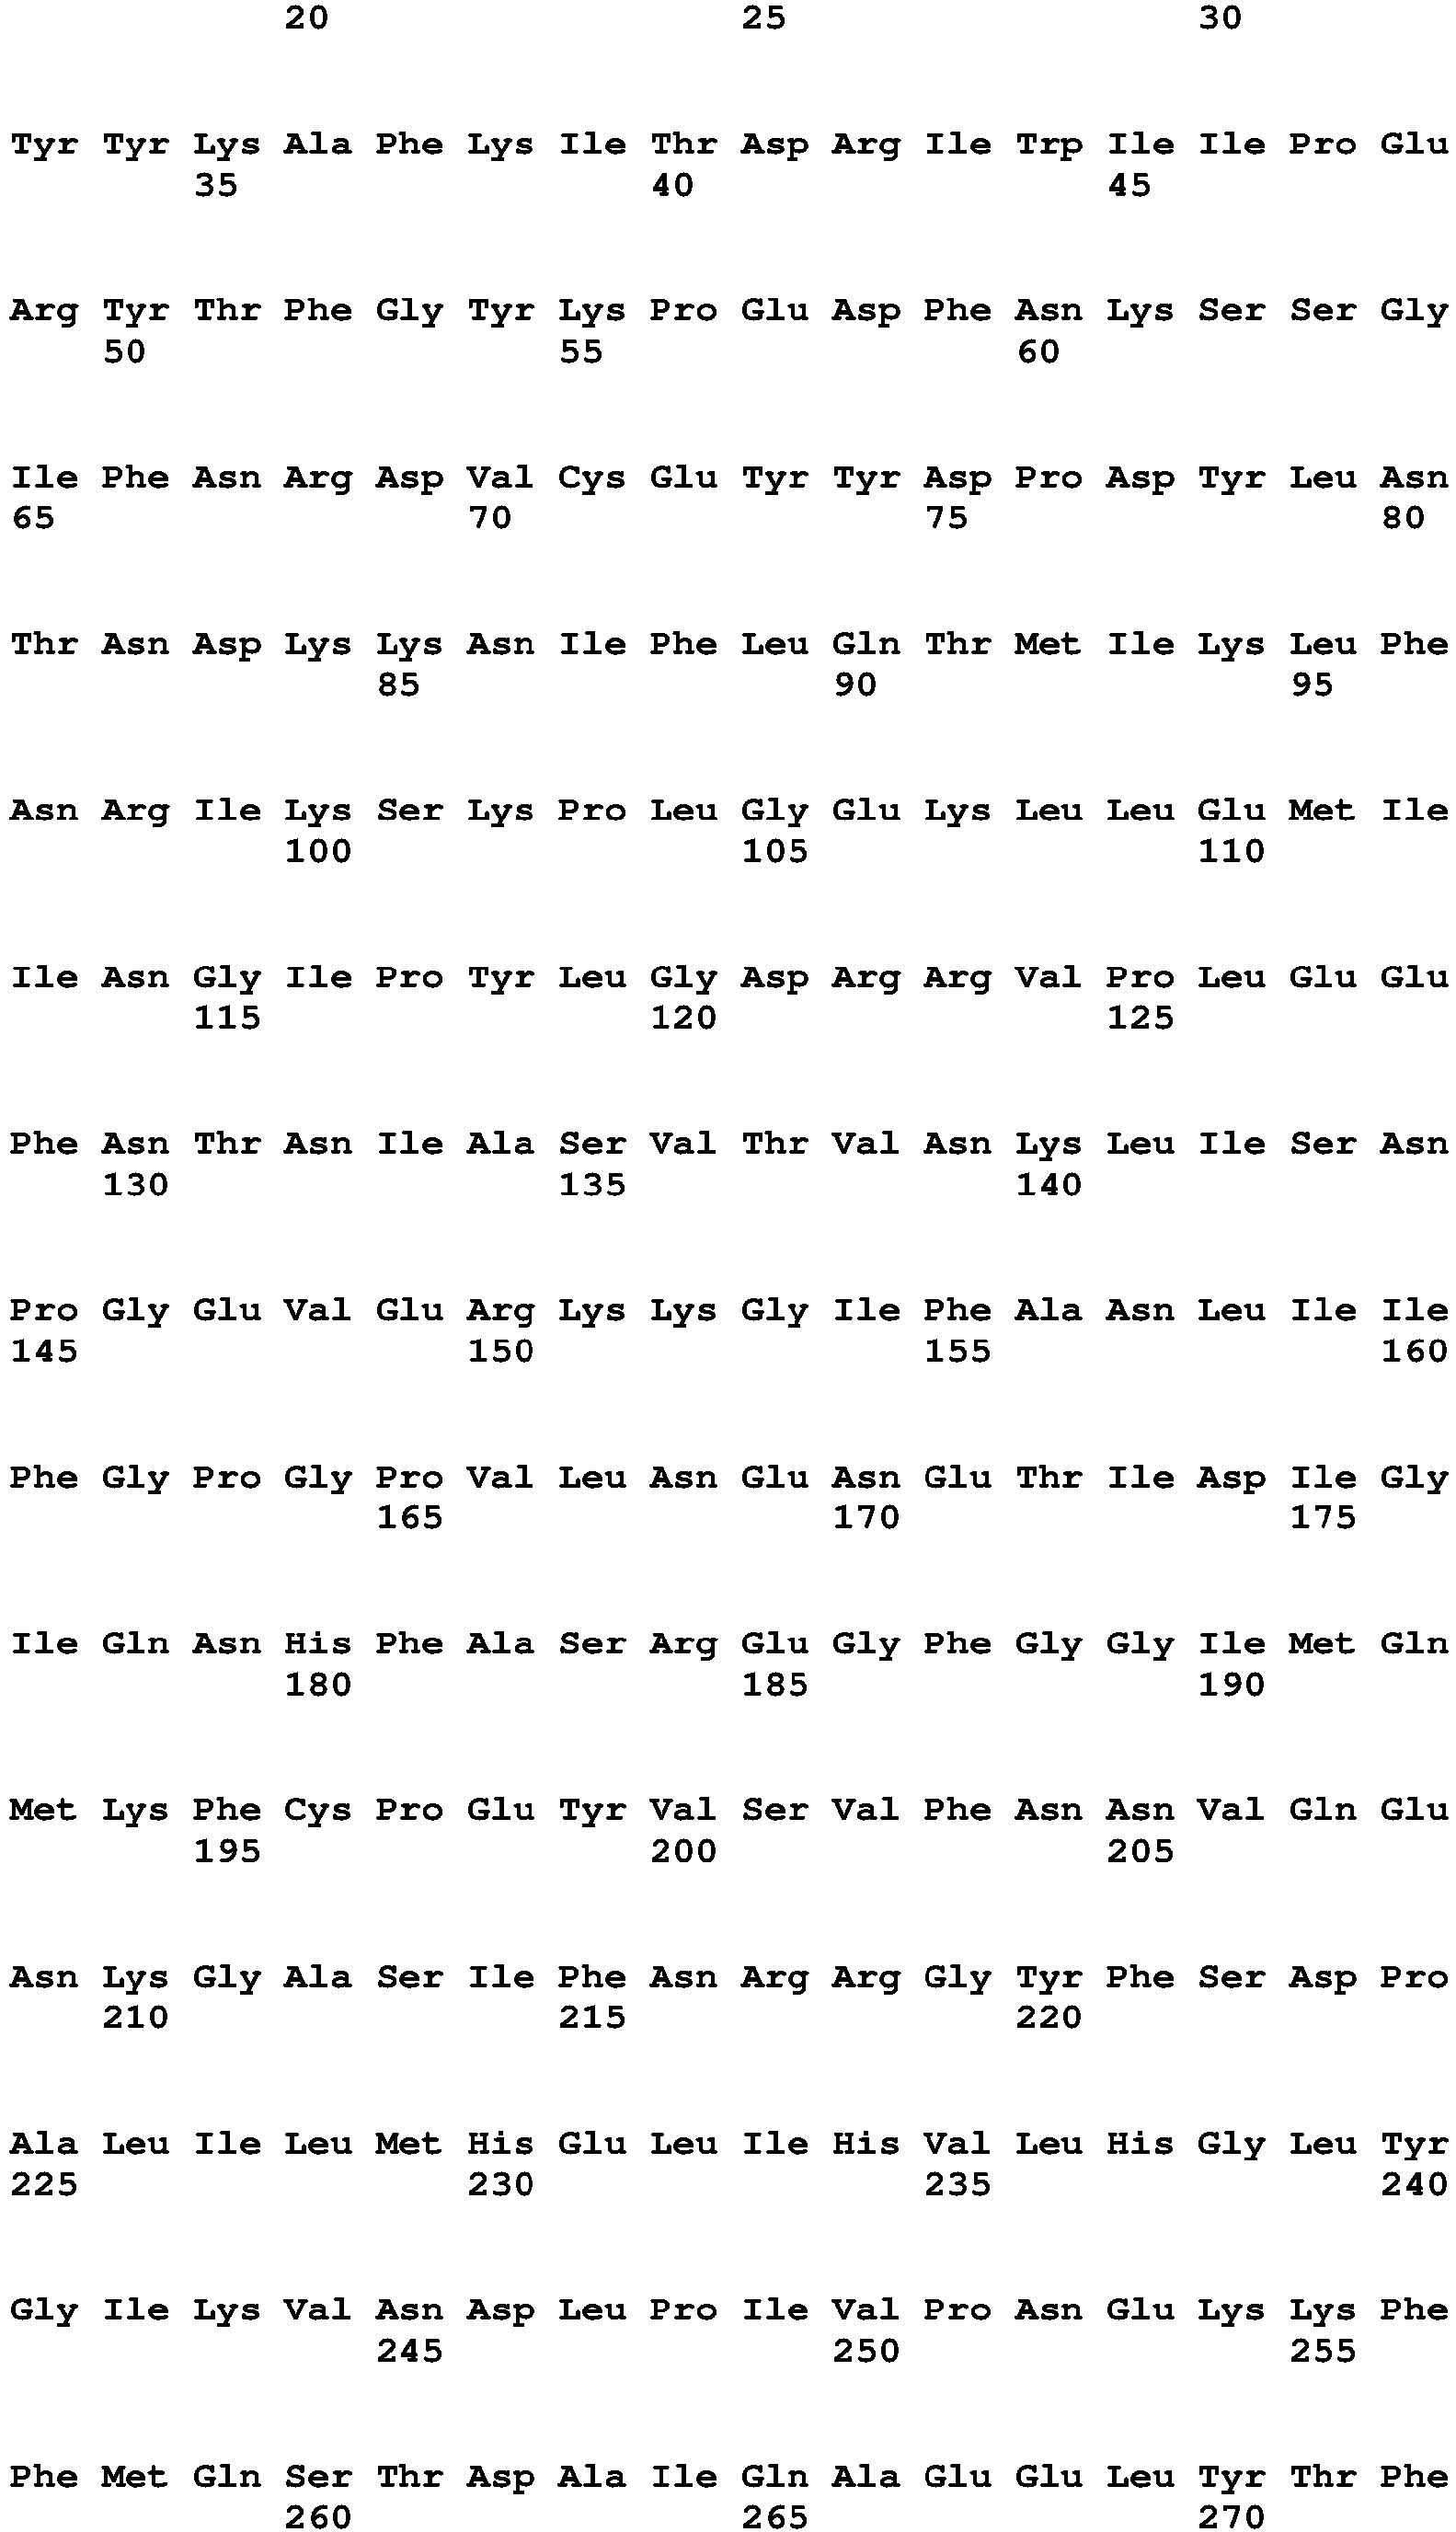 20 25 30
Tyr Tyr Lys Ala Phe Lys Ile Thr Asp Arg Ile Trp Ile Ile Pro Glu
35 40 45
Arg Tyr Thr Phe Gly Tyr Lys Pro Glu Asp Phe Asn Lys Ser Ser Gly
50 55 60
Ile Phe Asn Arg Asp Val Cys Glu Tyr Tyr Asp Pro Asp Tyr Leu Asn
65 70 75 80
Thr Asn Asp Lys Lys Asn Ile Phe Leu Gln Thr Met Ile Lys Leu Phe
85 90 95
Asn Arg Ile Lys Ser Lys Pro Leu Gly Glu Lys Leu Leu Glu Met Ile
100 105 110
Ile Asn Gly Ile Pro Tyr Leu Gly Asp Arg Arg Val Pro Leu Glu Glu
115 120 125
Phe Asn Thr Asn Ile Ala Ser Val Thr Val Asn Lys Leu Ile Ser Asn
130 135 140
Pro Gly Glu Val Glu Arg Lys Lys Gly Ile Phe Ala Asn Leu Ile Ile
145 150 155 160
Phe Gly Pro Gly Pro Val Leu Asn Glu Asn Glu Thr Ile Asp Ile Gly
165 170 175
Ile Gln Asn His Phe Ala Ser Arg Glu Gly Phe Gly Gly Ile Met Gln
180 185 190
Met Lys Phe Cys Pro Glu Tyr Val Ser Val Phe Asn Asn Val Gln Glu
195 200 205
Asn Lys Gly Ala Ser Ile Phe Asn Arg Arg Gly Tyr Phe Ser Asp Pro
210 215 220
Ala Leu Ile Leu Met His Glu Leu Ile His Val Leu His Gly Leu Tyr
225 230 235 240
Gly Ile Lys Val Asn Asp Leu Pro Ile Val Pro Asn Glu Lys Lys Phe
245 250 255
Phe Met Gln Ser Thr Asp Ala Ile Gln Ala Glu Glu Leu Tyr Thr Phe
260 265 270